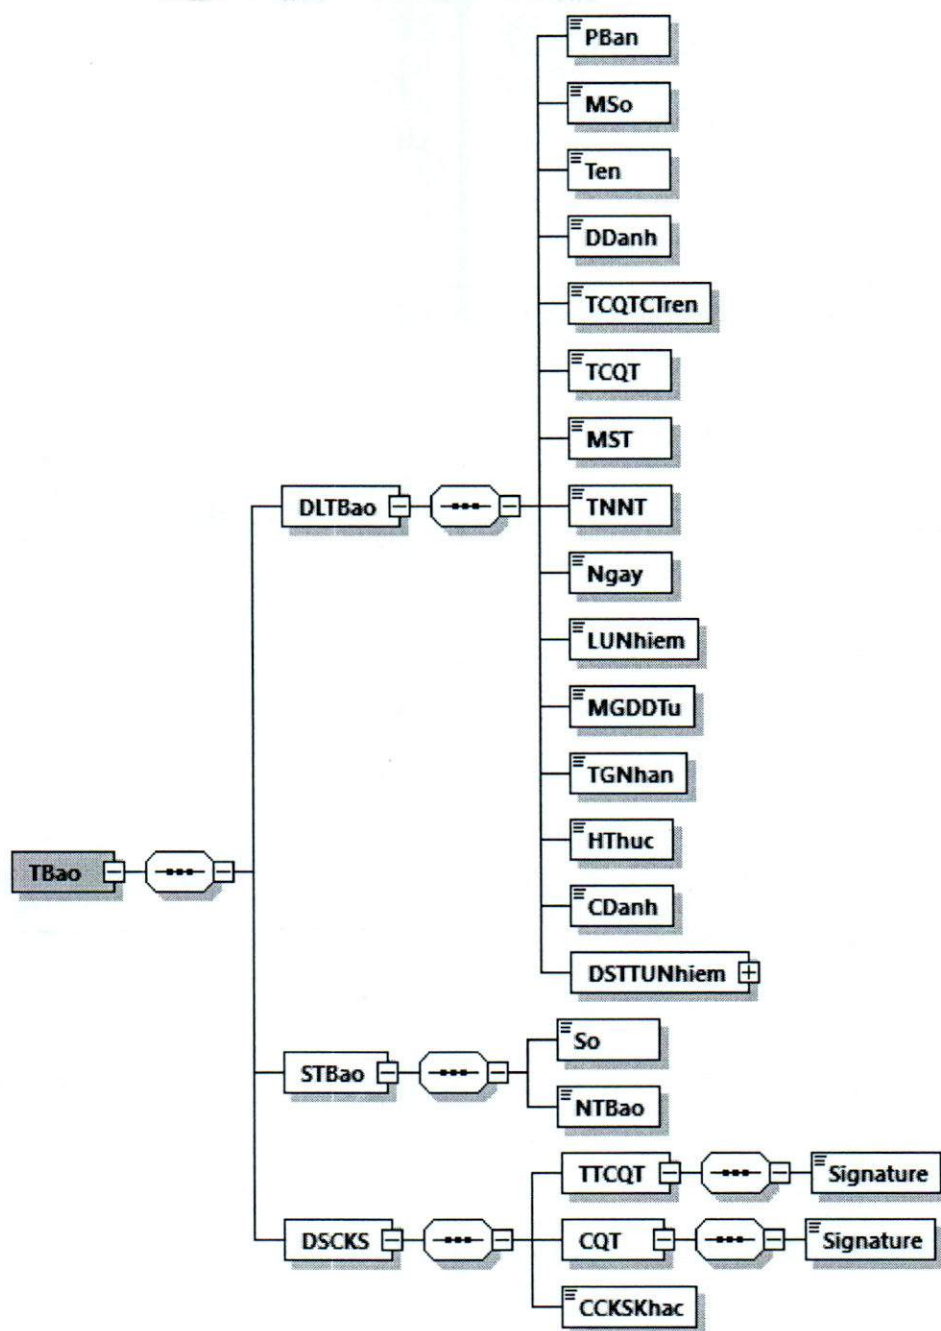 PBan
MSo
Ten
DDanh
TCQTCTren
TCQT
MST
DLTBao
TNNT
Ngay
LUNhiem
MGDDTu
TGNhan
HThuc
TBao
CDanh
DSTTUNhiem
So
STBao
NTBao
TTCQT
Signature
DSCKS
CQT
Signature
CCKSKhac